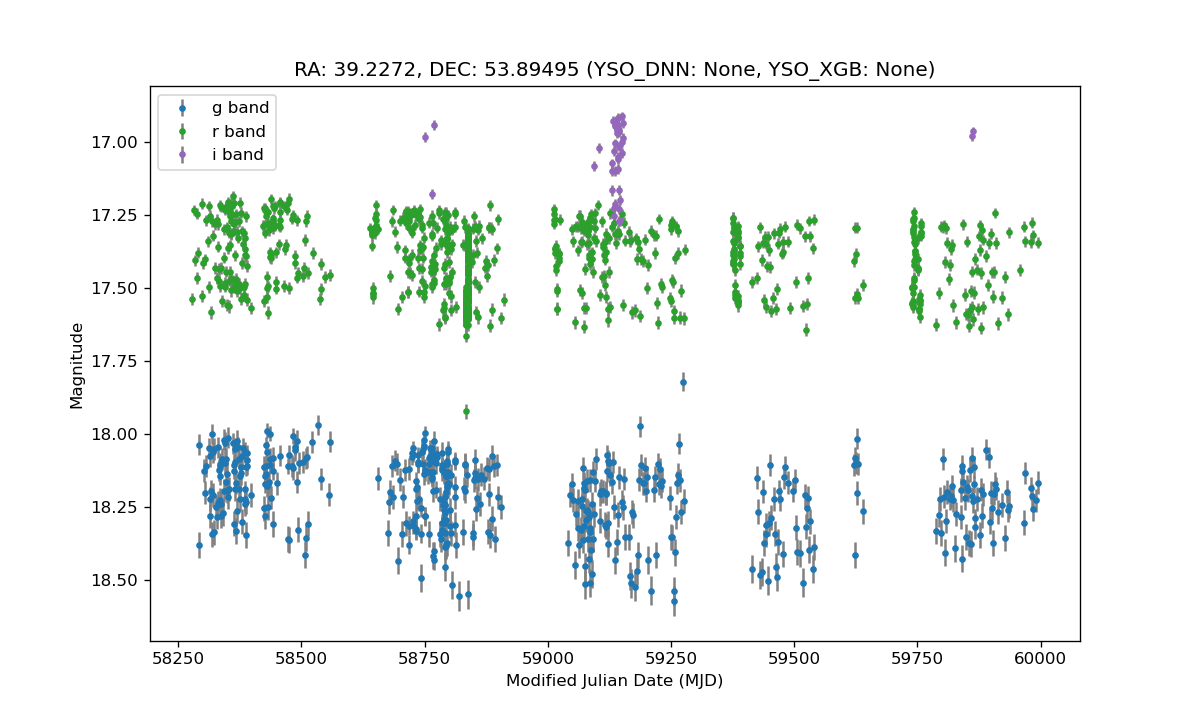 RA: 39.2272, DEC: 53.89495 (YSO_DNN: None, YSO_XGB: None)
g band
r band
i band
17.00
17.25
17.50
17.75
18.00
18.25
18.50
Magnitude
58250 58500 58750 59000 59250 59500 59750 60000
Modified Julian Date (MJD)